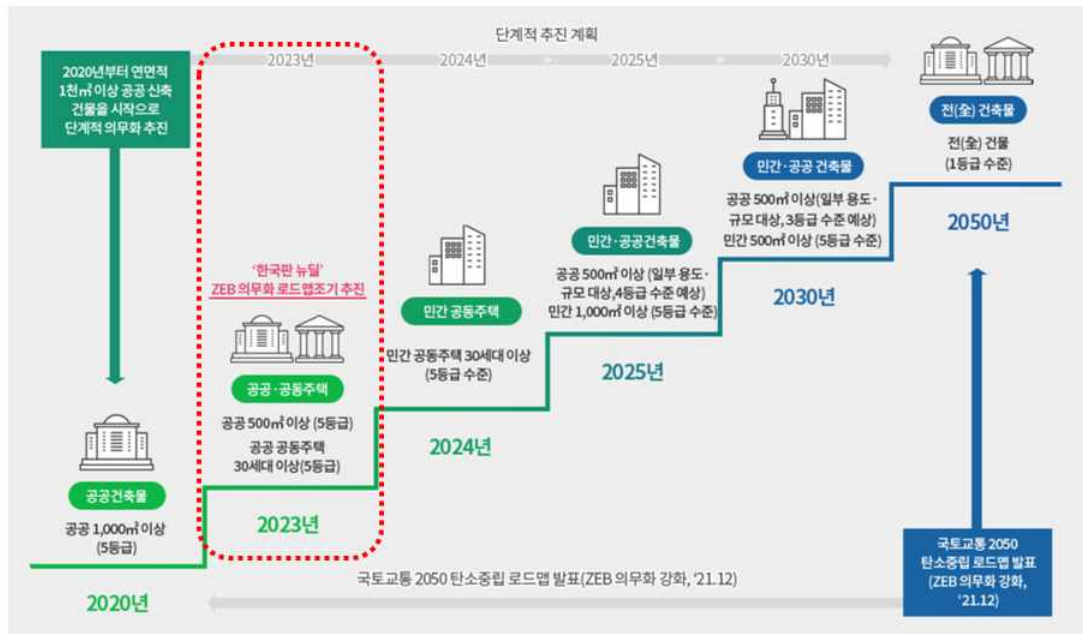 단계적 추진 계획
2023년
2024년
2025년
2030년
2020년부터 연면적
1천㎡ 이상 공공 신축
건물을 시작으로
단계적 의무화 추진
공공건축물
공공 1,000㎡ 이상
(5등급)
2020년
‘한국판 뉴딜’
ZEB 의무화 로드맵조기 추진
공공·공동주택
공공 500㎡ 이상 (5등급)
공공 공동주택
30세대 이상(5등급)
2023년
민간 공동주택
민간 공동주택 30세대 이상
(5등급 수준)
2024년
민간·공공건축물
공공 500㎡ 이상 (일부 용도·
규모 대상,4등급 수준 예상)
민간 1,000㎡ 이상 (5등급 수준)
2025년
민간·공공 건축물
공공 500㎡ 이상(일부 용도·
규모 대상, 3등급 수준 예상)
민간 500㎡ 이상 (5등급 수준)
2030년
전(全) 건축물
전(全) 건물
(1등급 수준)
2050년
국토교통 2050
탄소중립 로드맵 발표
(ZEB 의무화 강화,
‘21.12)
국토교통 2050 탄소중립 로드맵 발표(ZEB 의무화 강화, ‘21.12)